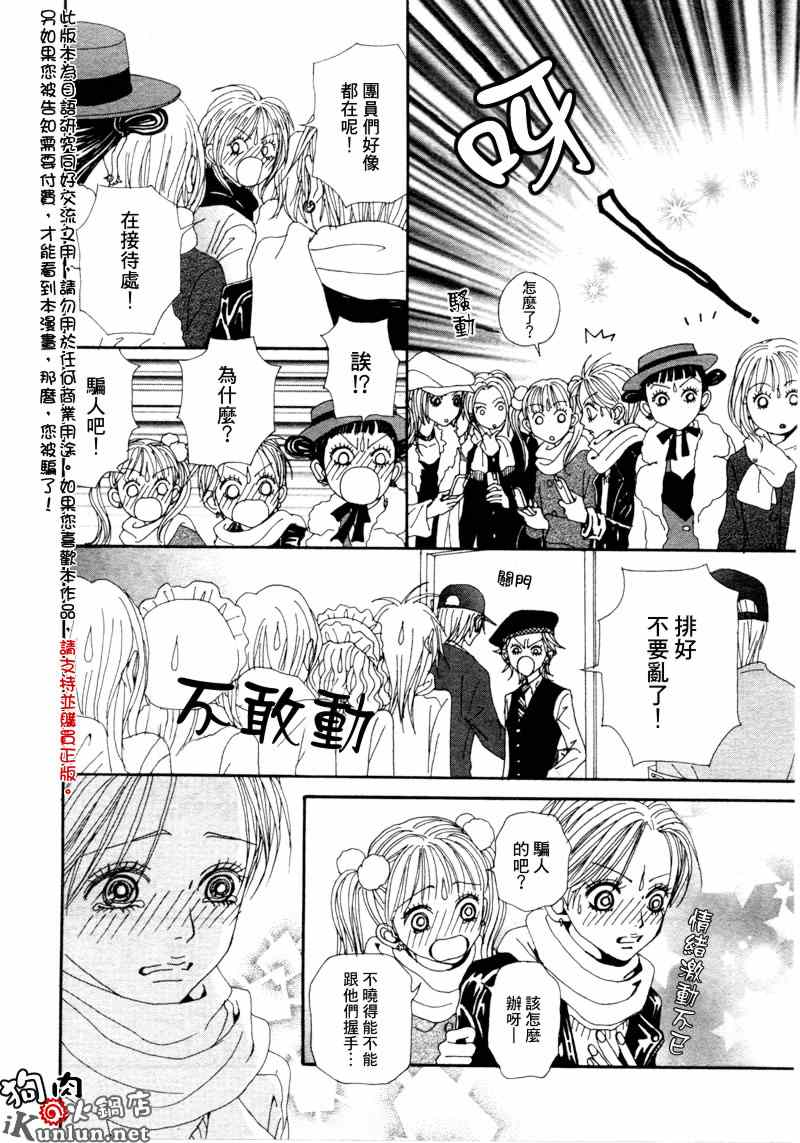 呀
怎麼了？
騷動
團員們好像
都在呢！
在接待處！
誒!?
為什麼？
騙人吧！
排好
不要亂了！
關門
不敢動
騙人
的吧？
情緒激動不已
該怎麼
辦呀ー
不曉得能不能
跟他們握手…
此版本為日語研究同好交流之用，請勿用於任何商業用途。如果您喜歡本作品，請支持並購買正版。
另如果您被告知需要付費，才能看到本漫畫，那麼，您被騙了！
狗肉
火鍋店
iKunlun.net